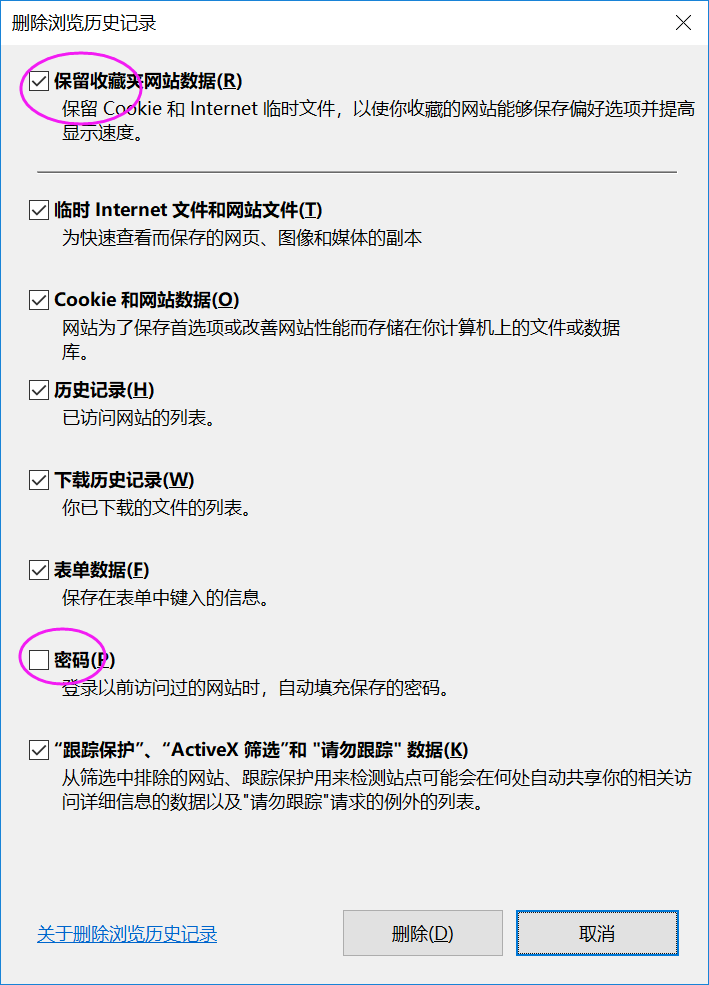 删除浏览历史记录
保留收藏夹网站数据(R)
保留 Cookie 和 Internet 临时文件，以使你收藏的网站能够保存偏好选项并提高
显示速度。
临时 Internet 文件和网站文件(T)
为快速查看而保存的网页、图像和媒体的副本
Cookie 和网站数据(O)
网站为了保存首选项或改善网站性能而存储在你计算机上的文件或数据
库。
历史记录(H)
已访问网站的列表。
下载历史记录(W)
你已下载的文件的列表。
表单数据(F)
保存在表单中键入的信息。
密码(P)
登录以前访问过的网站时，自动填充保存的密码。
“跟踪保护”、“ActiveX 筛选”和 "请勿跟踪" 数据(K)
从筛选中排除的网站、跟踪保护用来检测站点可能会在何处自动共享你的相关访
问详细信息的数据以及"请勿跟踪"请求的例外的列表。
关于删除浏览历史记录
删除(D)
取消